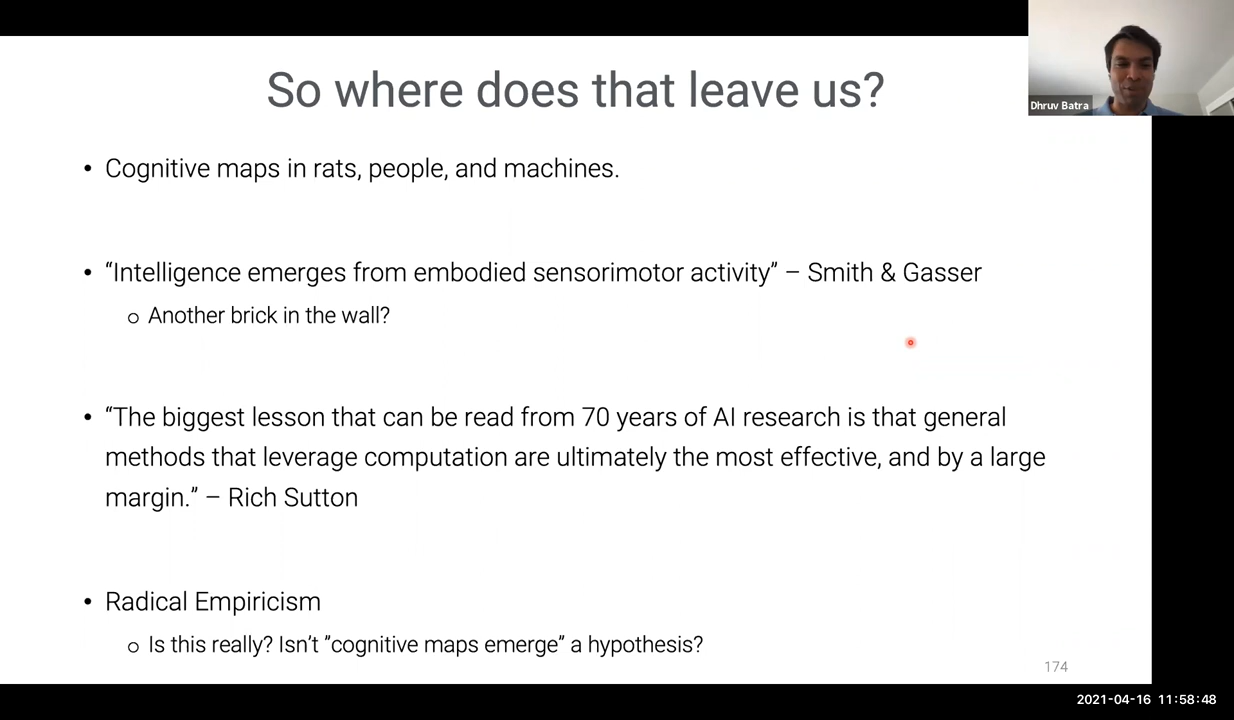 So where does that leave us?
Dhruv Batra
• Cognitive maps in rats, people, and machines.
• “Intelligence emerges from embodied sensorimotor activity” – Smith & Gasser
o Another brick in the wall?
• “The biggest lesson that can be read from 70 years of AI research is that general
methods that leverage computation are ultimately the most effective, and by a large
margin.” – Rich Sutton
• Radical Empiricism
o Is this really? Isn’t ”cognitive maps emerge” a hypothesis?
174
2021-04-16 11:58:48